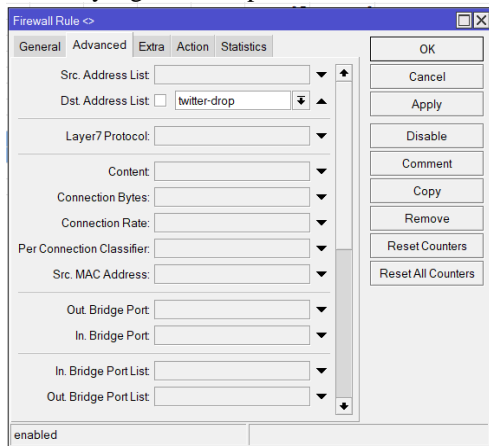 Firewall Rule <>
General Advanced Extra Action Statistics
OK
Src. Address List:
Cancel
Dst. Address List: twitter-drop
Apply
Layer7 Protocol:
Disable
Content:
Comment
Connection Bytes:
Copy
Connection Rate:
Remove
Per Connection Classifier:
Reset Counters
Src. MAC Address:
Reset All Counters
Out. Bridge Port:
In. Bridge Port:
In. Bridge Port List:
Out. Bridge Port List:
enabled